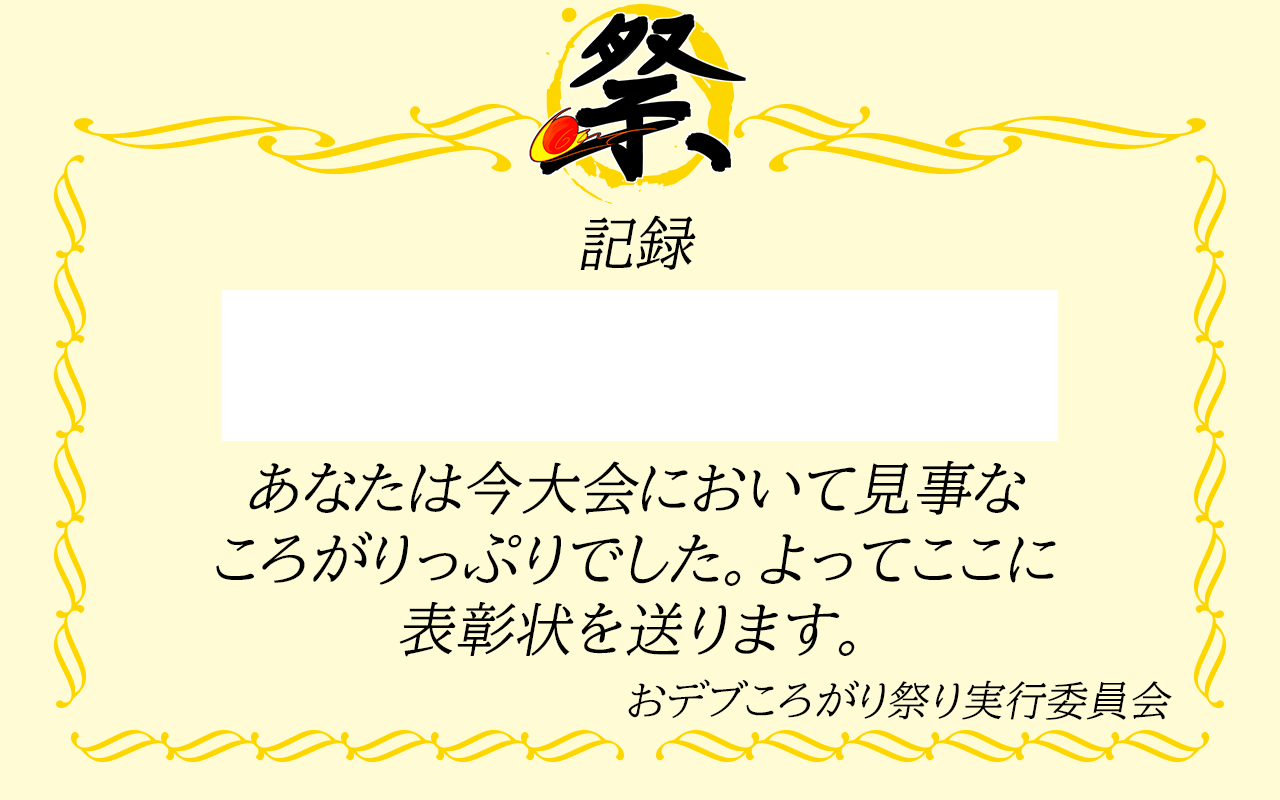 祭
記録
あなたは今大会において見事な
ころがりっぷりでした。よってここに
表彰状を送ります。
おデブころがり祭り実行委員会